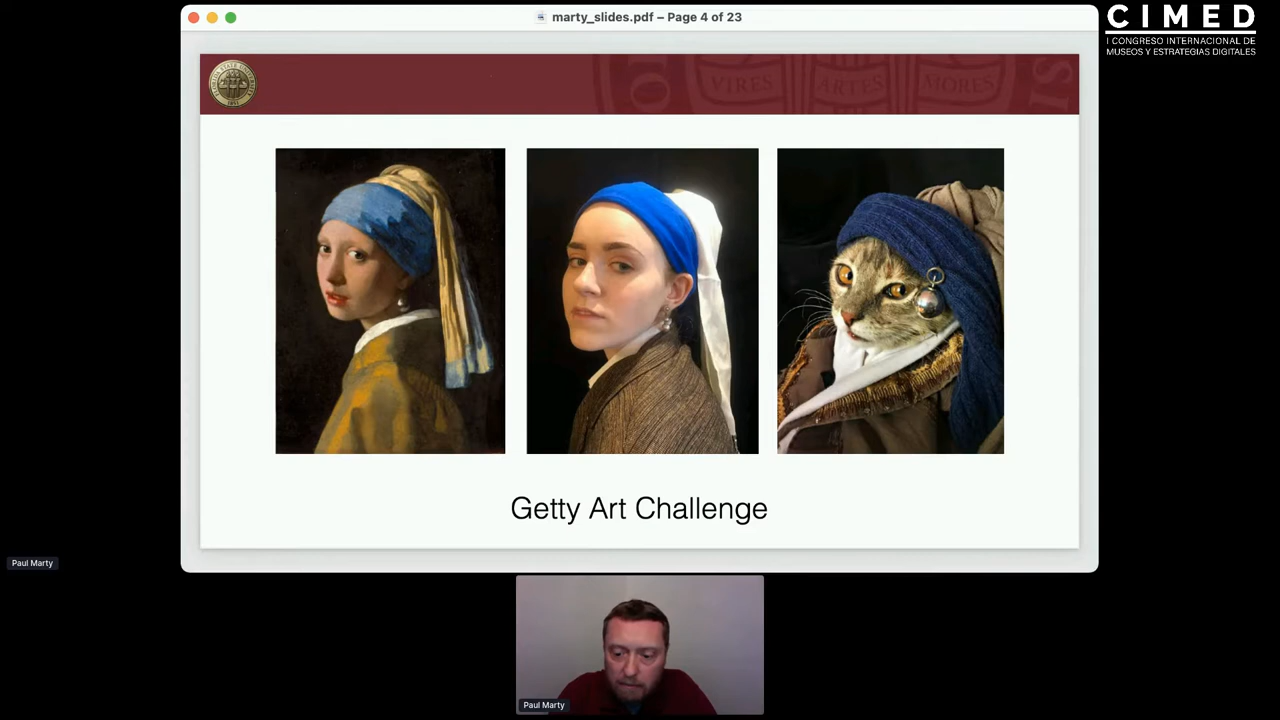 marty_slides.pdf – Page 4 of 23
CIMED
I CONGRESO INTERNACIONAL DE
MUSEOS Y ESTRATEGIAS DIGITALES
VIRES
ARTES
MORES
Getty Art Challenge
Paul Marty
Paul Marty